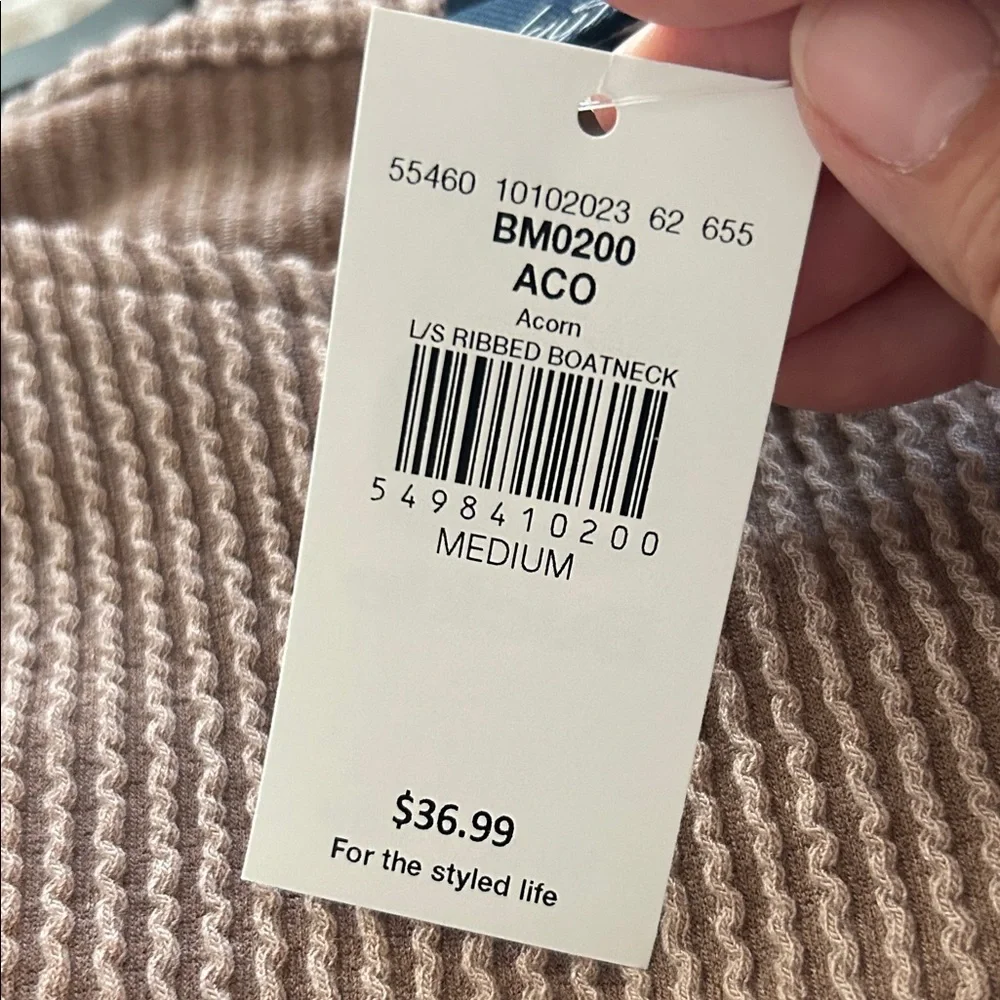 55460 10102023 62 655
BM0200
ACO
Acorn
L/S RIBBED BOATNECK
5498410200
MEDIUM
$36.99
For the styled life